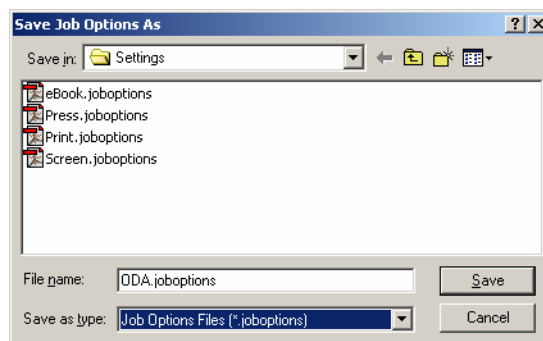 Save Job Options As
Save in: Settings
eBook.joboptions
Press.joboptions
Print.joboptions
Screen.joboptions
File name: ODA.joboptions Save
Save as type: Job Options Files (*.joboptions) Cancel